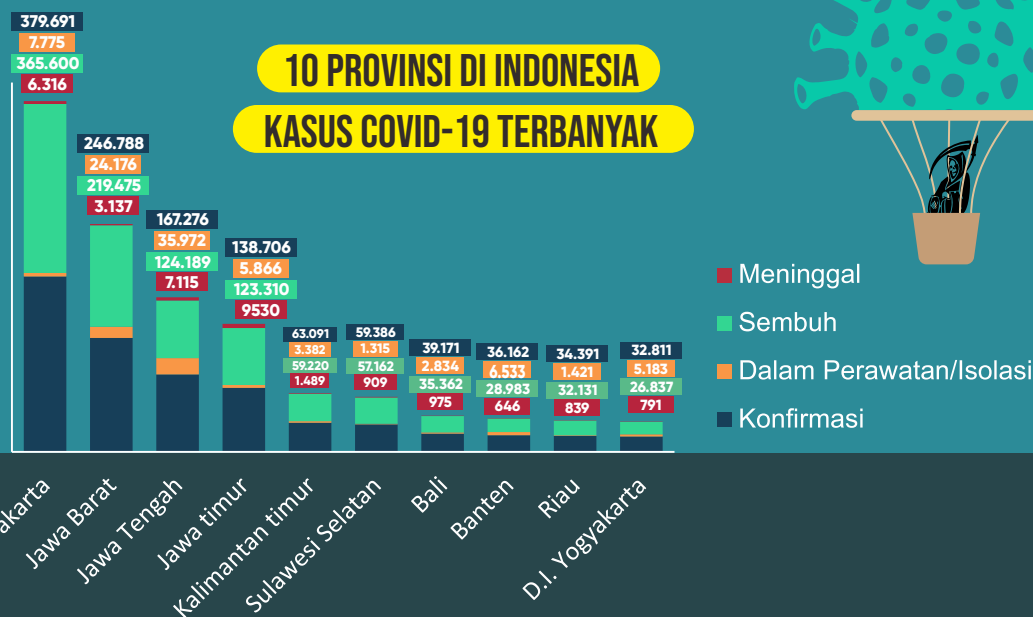 10 PROVINSI DI INDONESIA
KASUS COVID-19 TERBANYAK
379.691
7.775
365.600
6.316
246.788
24.176
219.475
3.137
167.276
35.972
124.189
7.115
138.706
5.866
123.310
9530
63.091
3.382
59.220
1.489
59.386
1.315
57.162
909
39.171
2.834
35.362
975
36.162
6.533
28.983
646
34.391
1.421
32.131
839
32.811
5.183
26.837
791
Meninggal
Sembuh
Dalam Perawatan/Isolasi
Konfirmasi
akarta
Jawa Barat
Jawa Tengah
Jawa timur
Kalimantan timur
Sulawesi Selatan
Bali
Banten
Riau
D.I. Yogyakarta